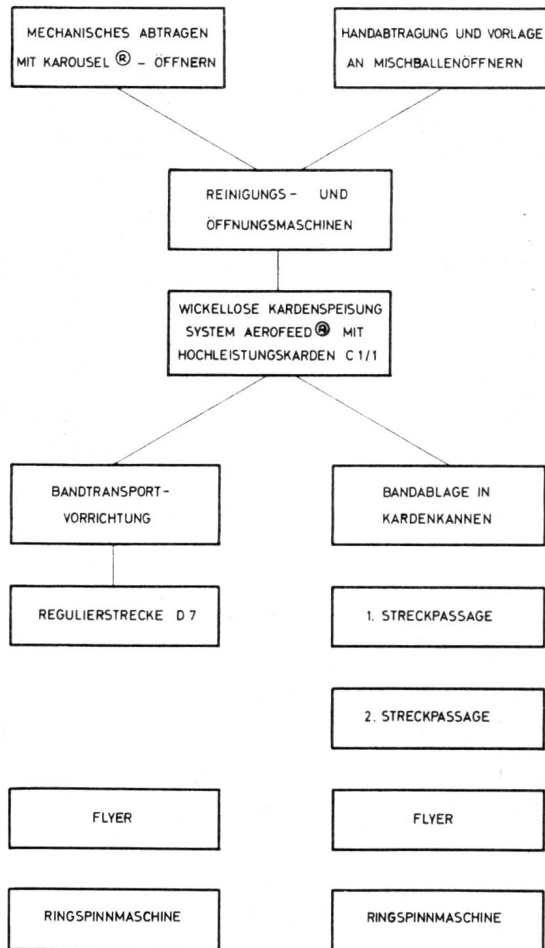 MECHANISCHES ABTRAGEN
MIT KAROUSEL ® – ÖFFNERN
HANDABTRAGUNG UND VORLAGE
AN MISCHBALLENÖFFNERN
REINIGUNGS – UND
ÖFFNUNGSMASCHINEN
WICKELLOSE KARDENSPEISUNG
SYSTEM AEROFEED ® MIT
HOCHLEISTUNGSKARDEN C 1/1
BANDTRANSPORT –
VORRICHTUNG
BANDABLAGE IN
KARDENKANNEN
REGULIERSTRECKE D 7
1. STRECKPASSAGE
2. STRECKPASSAGE
FLYER
FLYER
RINGSPINNMASCHINE
RINGSPINNMASCHINE